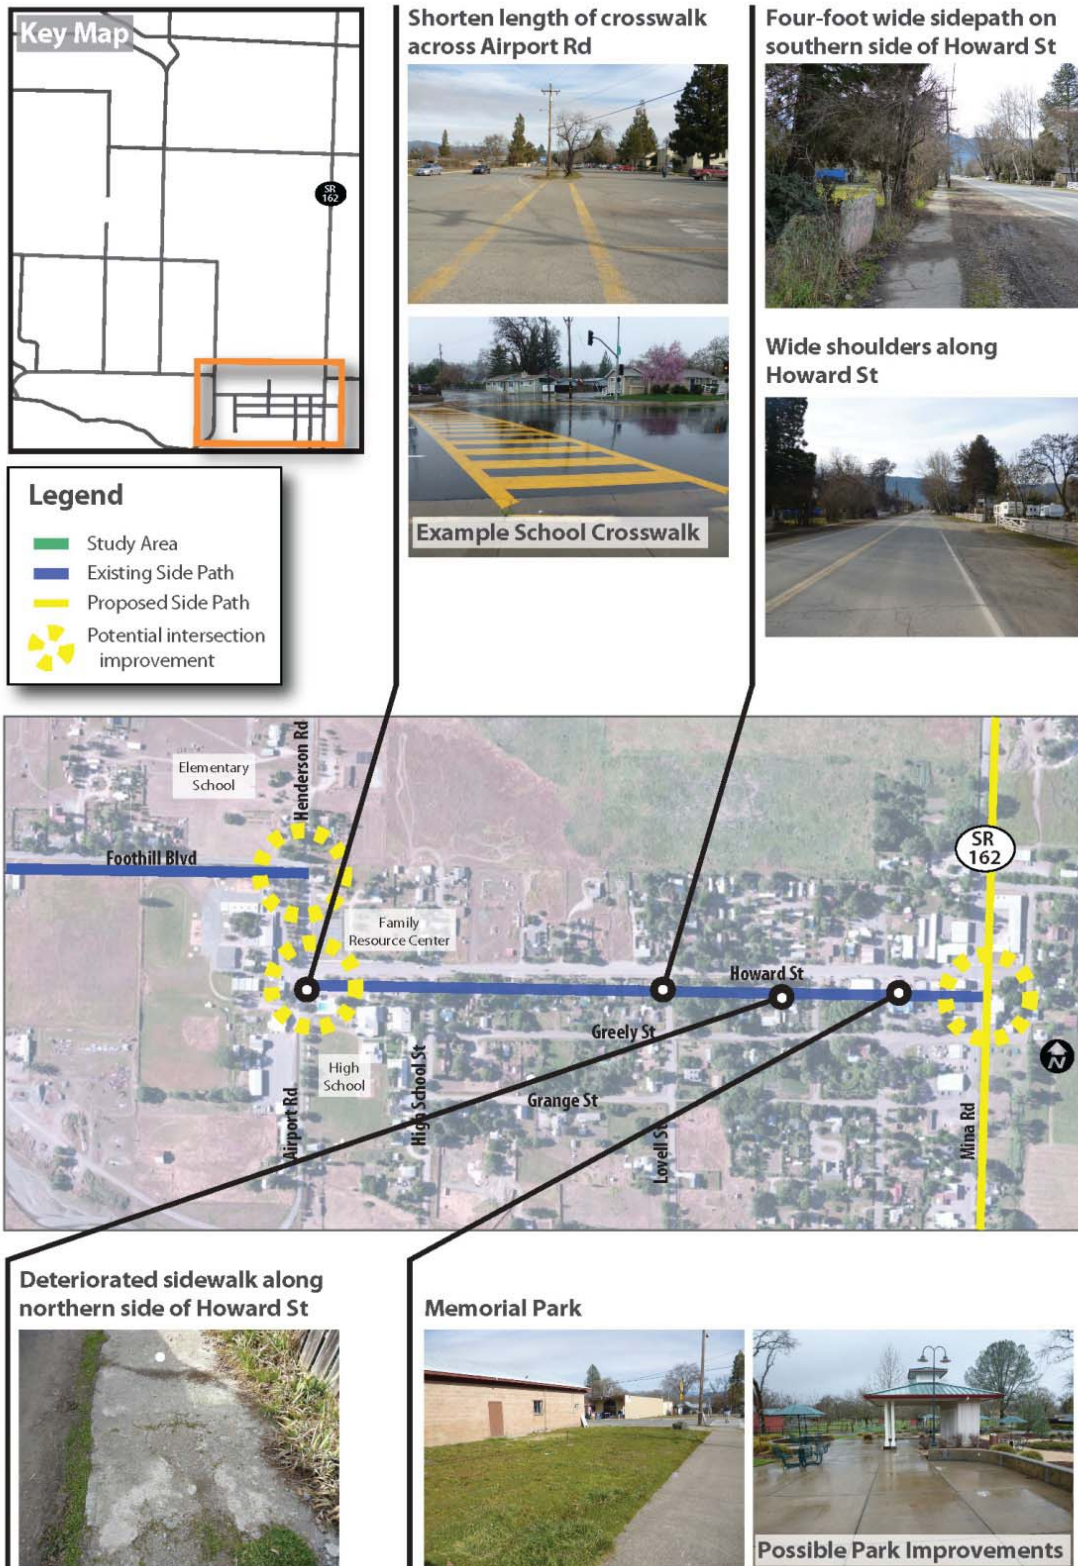 Key Map
SR
162
Shorten length of crosswalk
across Airport Rd
Example School Crosswalk
Four-foot wide sidepath on
southern side of Howard St
Wide shoulders along
Howard St
Legend
Study Area
Existing Side Path
Proposed Side Path
Potential intersection
improvement
Elementary
School
Henderson Rd
Foothill Blvd
SR
162
Family
Resource Center
Howard St
Greely St
High
School
Grange St
Airport Rd
High School St
Lovell St
Mina Rd
N
Deteriorated sidewalk along
northern side of Howard St
Memorial Park
Possible Park Improvements